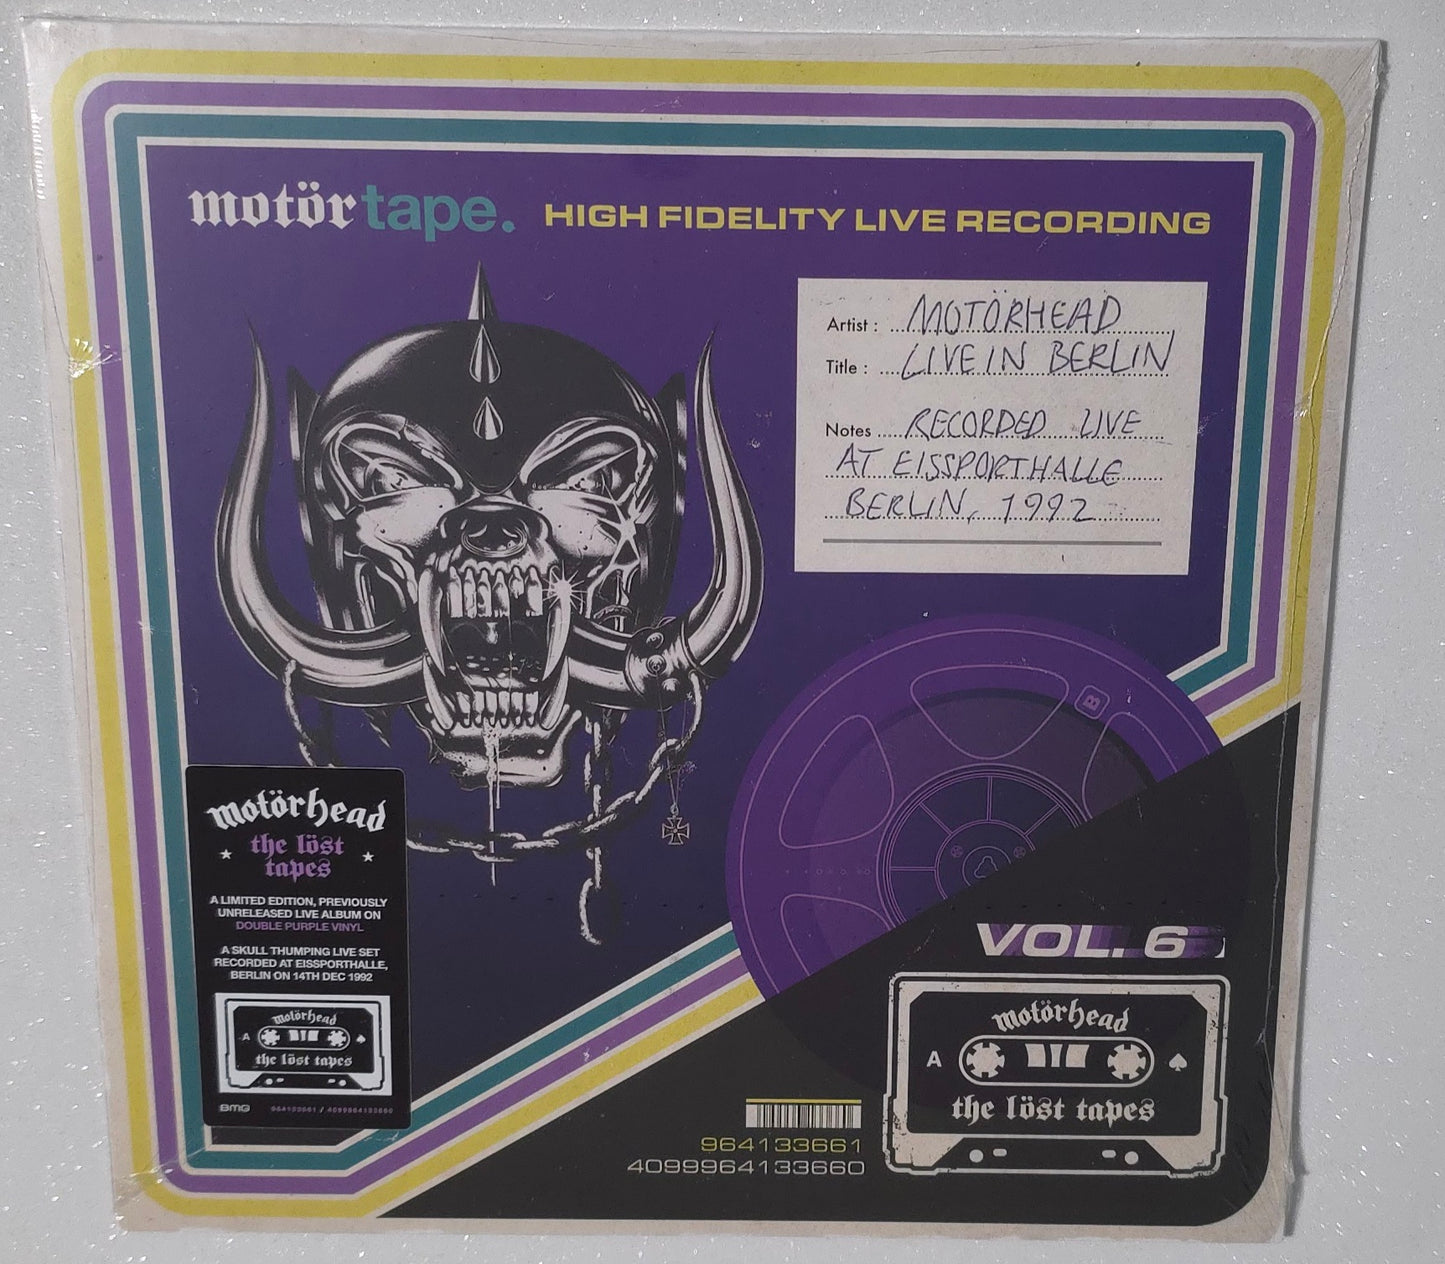 motörtape. HIGH FIDELITY LIVE RECORDING
Artist : MOTÖRHEAD
Title : LIVE IN BERLIN
Notes RECORDED LIVE
AT EISSPORTHALLE
BERLIN, 1992
B
motörhead
the löst
tapes
A LIMITED EDITION, PREVIOUSLY
UNRELEASED LIVE ALBUM ON
DOUBLE PURPLE VINYL
A SKULL THUMPING LIVE SET
RECORDED AT EISSPORTHALLE,
BERLIN ON 14TH DEC 1992
motörhead
A
the löst tapes
BMG 964133661 / 4099964133660
VOL. 6
motörhead
A
the löst tapes
964133661
4099964133660